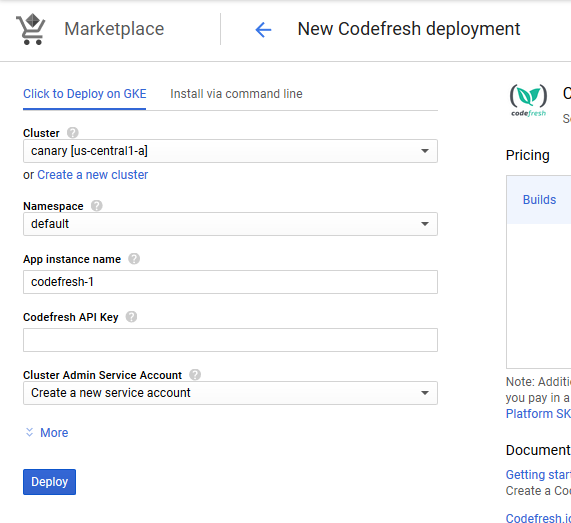 Marketplace
New Codefresh deployment
Click to Deploy on GKE
Install via command line
Cluster
canary [us-central1-a]
or Create a new cluster
Namespace
default
App instance name
codefresh-1
Codefresh API Key
Cluster Admin Service Account
Create a new service account
More
Deploy
codefresh
C
Pricing
Builds
Note: Additi
you pay in a
Platform SK
Document
Getting star
Create a Co
Codefresh.io